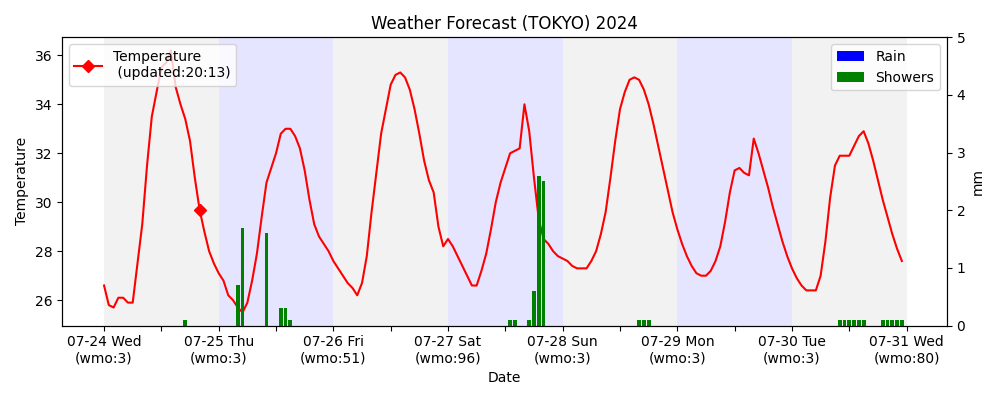 Weather Forecast (TOKYO) 2024
Temperature
(updated:20:13)
Rain
Showers
36
34
32
30
28
26
Temperature
5
4
3
2
1
0
mm
07-24 Wed
(wmo:3)
07-25 Thu
(wmo:3)
07-26 Fri
(wmo:51)
07-27 Sat
(wmo:96)
07-28 Sun
(wmo:3)
07-29 Mon
(wmo:3)
07-30 Tue
(wmo:3)
07-31 Wed
(wmo:80)
Date